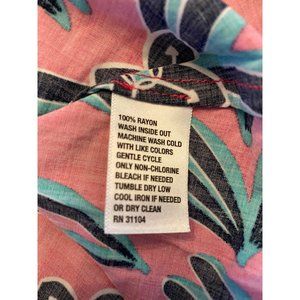 100% RAYON
WASH INSIDE OUT
MACHINE WASH COLD
WITH LIKE COLORS
GENTLE CYCLE
ONLY NON-CHLORINE
BLEACH IF NEEDED
TUMBLE DRY LOW
COOL IRON IF NEEDED
OR DRY CLEAN
RN 31104